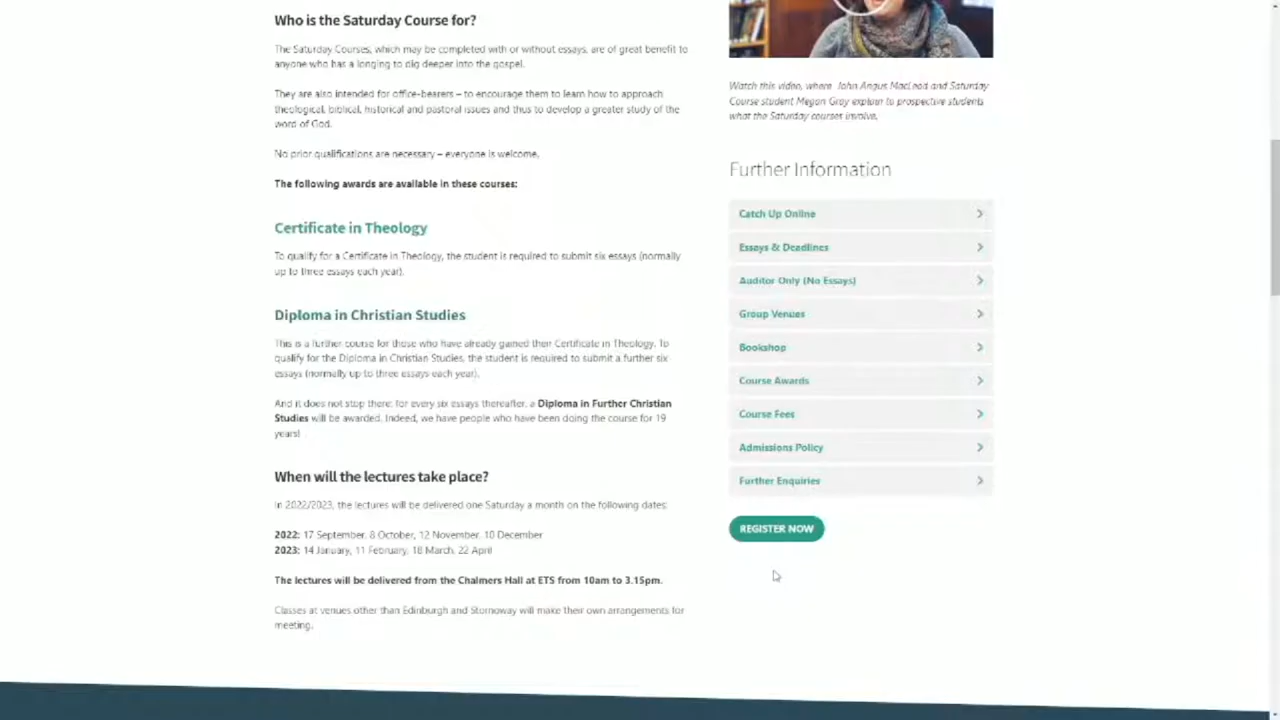 Who is the Saturday Course for?
The Saturday Courses, which may be completed with or without essays, are of great benefit to
anyone who has a longing to dig deeper into the gospel.
They are also intended for office-bearers – to encourage them to learn how to approach
theological, biblical, historical and pastoral issues and thus to develop a greater study of the
word of God.
No prior qualifications are necessary – everyone is welcome.
The following awards are available in these courses:
Certificate in Theology
To qualify for a Certificate in Theology, the student is required to submit six essays (normally
up to three essays each year).
Diploma in Christian Studies
This is a further course for those who have already gained their Certificate in Theology. To
qualify for the Diploma in Christian Studies, the student is required to submit a further six
essays (normally up to three essays each year).
And it does not stop there: for every six essays thereafter, a Diploma in Further Christian
Studies will be awarded. Indeed, we have people who have been doing the course for 19
years!
When will the lectures take place?
In 2022/2023, the lectures will be delivered one Saturday a month on the following dates:
2022: 17 September, 8 October, 12 November, 10 December
2023: 14 January, 11 February, 18 March, 22 April
The lectures will be delivered from the Chalmers Hall at ETS from 10am to 3.15pm.
Classes at venues other than Edinburgh and Stornoway will make their own arrangements for
meeting.
Watch this video, where John Angus MacLeod and Saturday
Course student Megan Gray explain to prospective students
what the Saturday courses involve.
Further Information
Catch Up Online
Essays & Deadlines
Auditor Only (No Essays)
Group Venues
Bookshop
Course Awards
Course Fees
Admissions Policy
Further Enquiries
REGISTER NOW